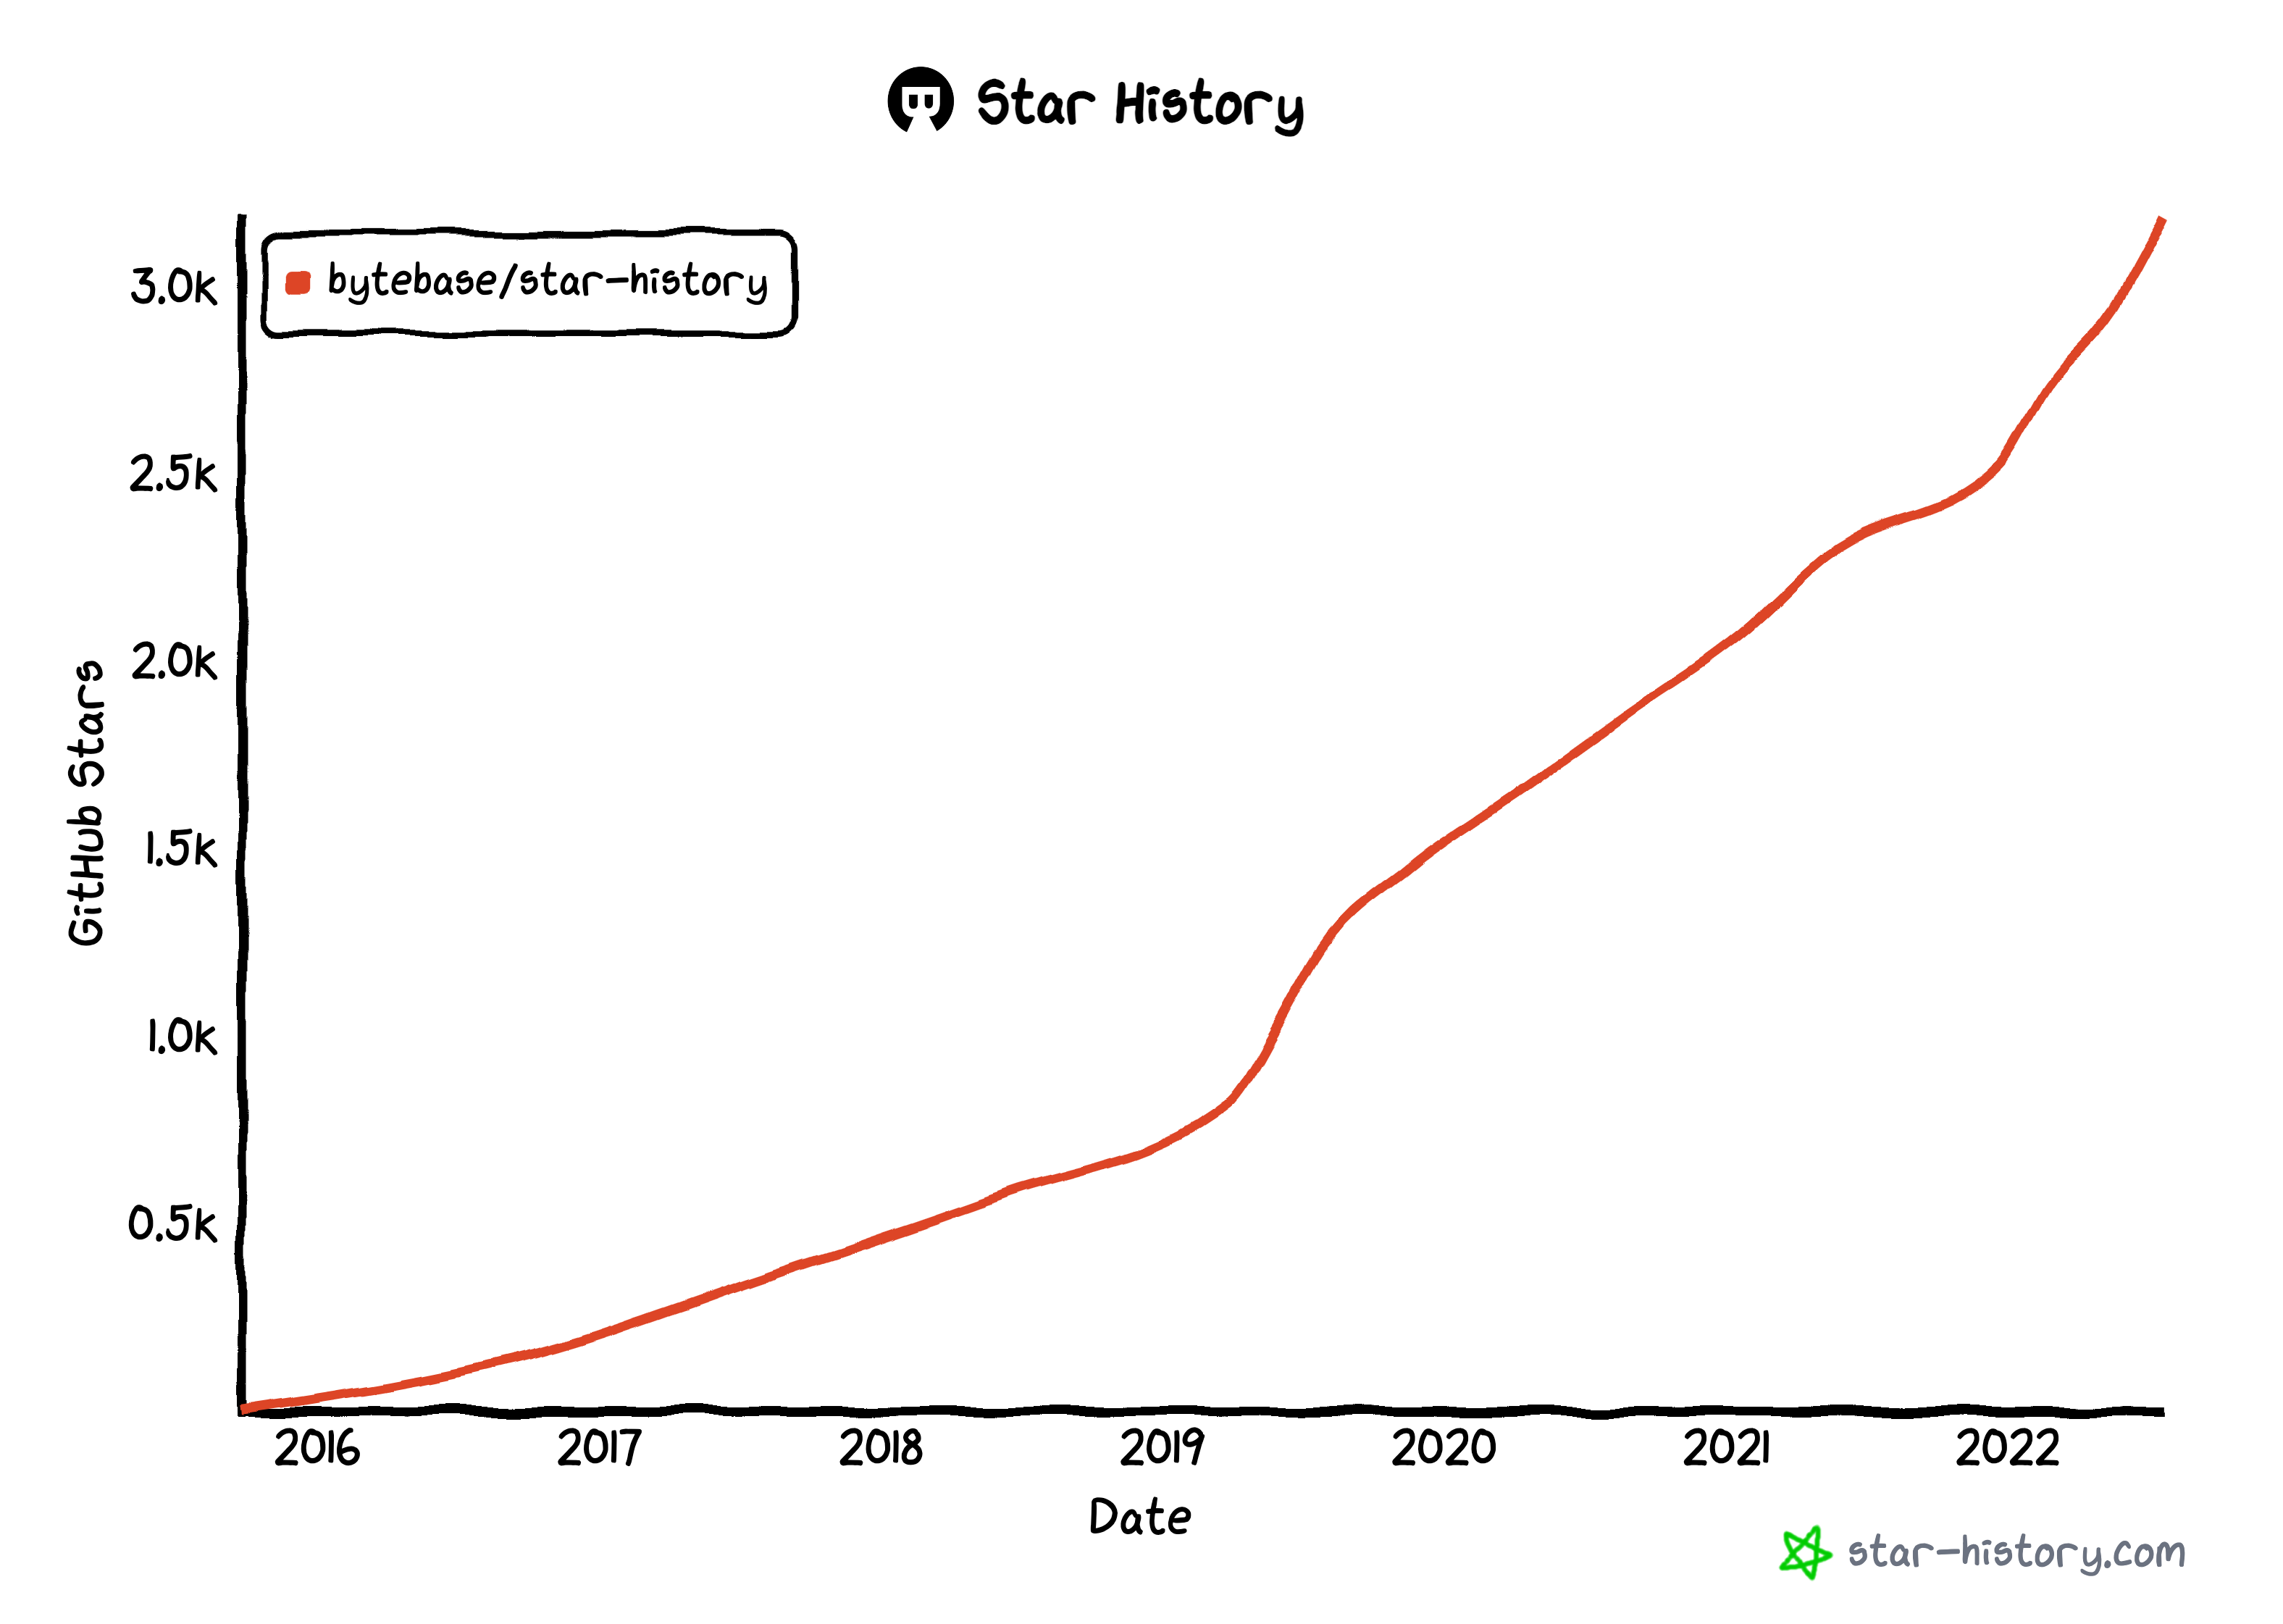 Star History
bytebase/star-history
3.0K
2.5K
2.0K
1.5K
1.0K
0.5K
GitHub Stars
2016 2017 2018 2019 2020 2021 2022
Date
star-history.com